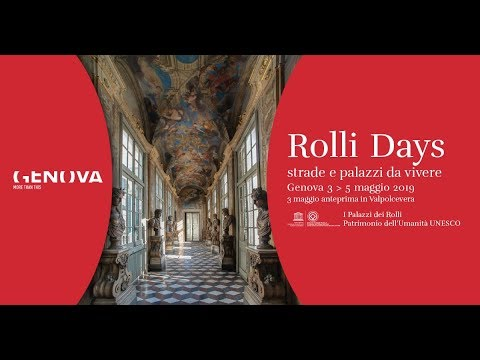 GENOVA
MORE THAN THIS
Rolli Days
strade e palazzi da vivere
Genova 3 > 5 maggio 2019
3 maggio anteprima in Valpolcevera
I Palazzi dei Rolli
Patrimonio dell'Umanità UNESCO